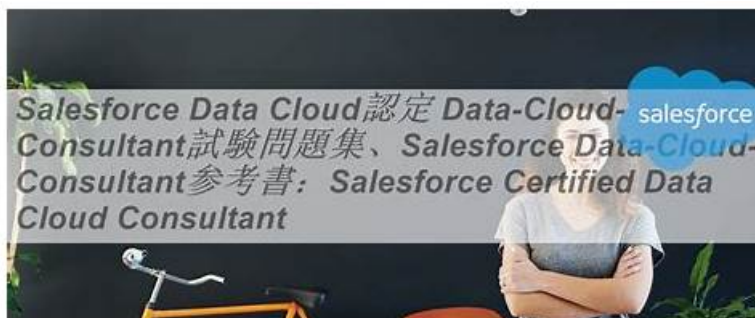 Salesforce Data Cloud認定 Data-Cloud-
salesforce
Consultant試験問題集、Salesforce Data-Cloud-
Consultant参考書：Salesforce Certified Data
Cloud Consultant